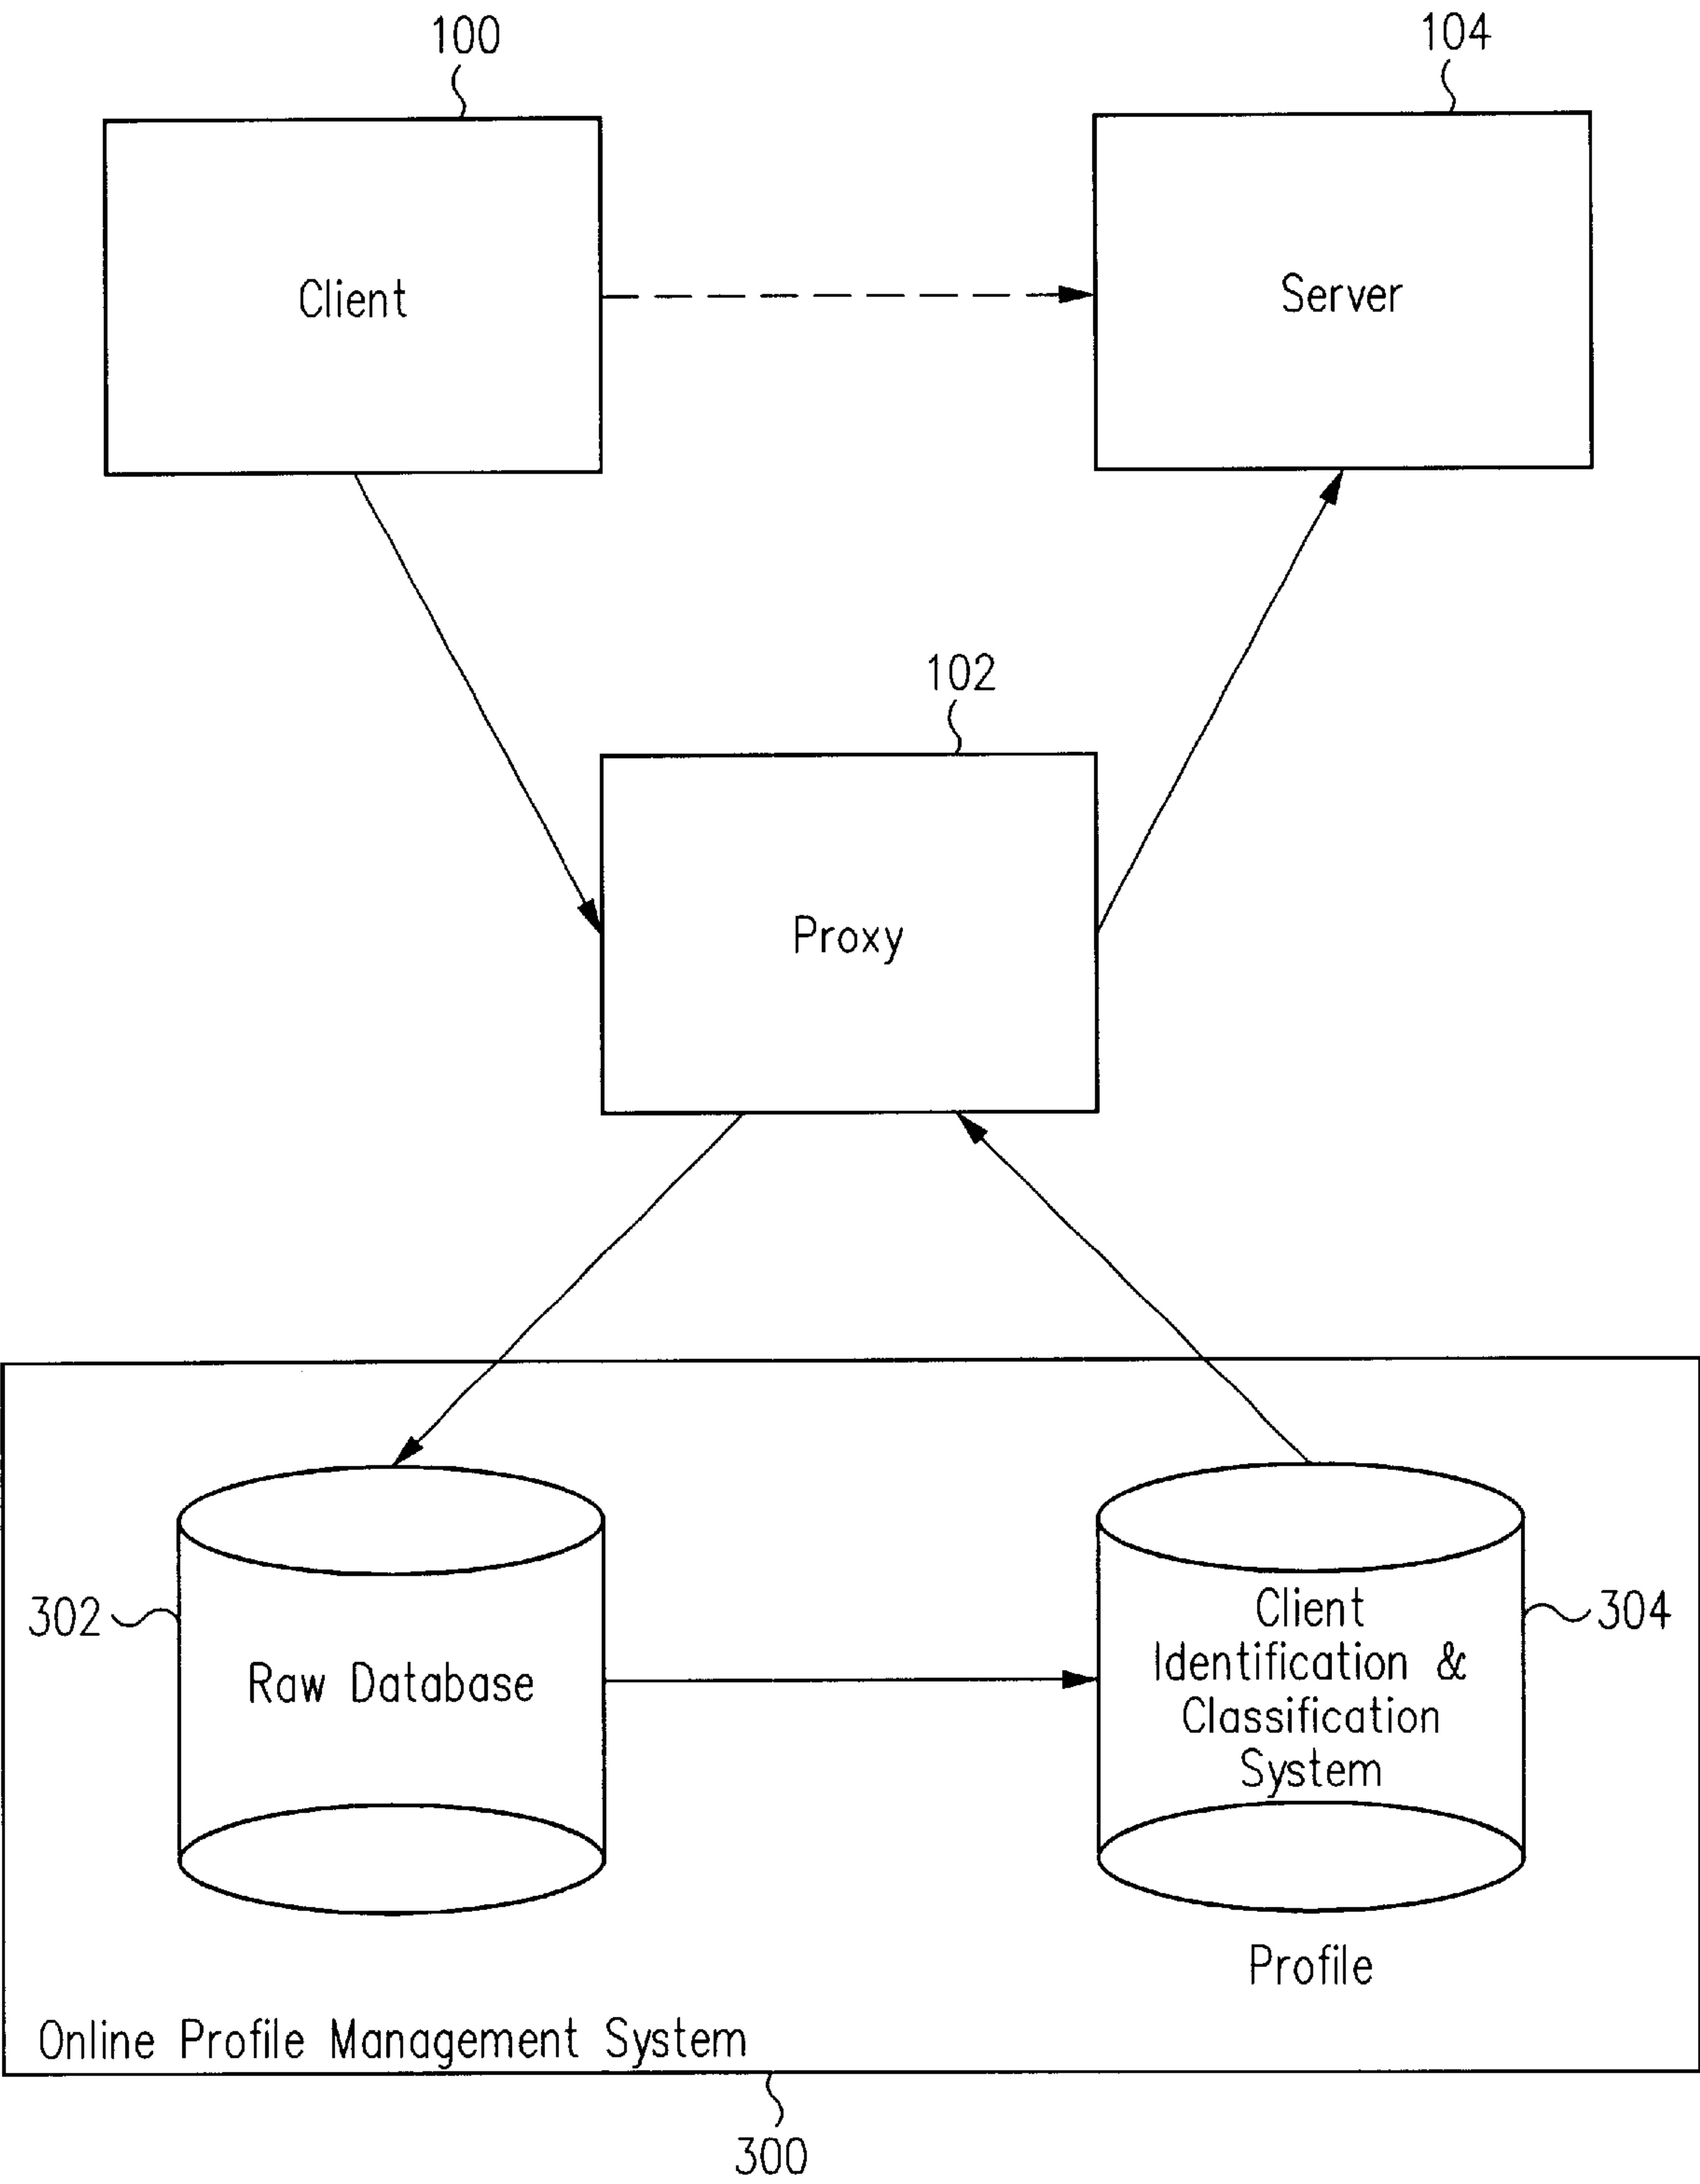 100
104
Client
Server
102
Proxy
302
Raw Database
Client
Identification &
Classification
System
304
Profile
Online Profile Management System
300